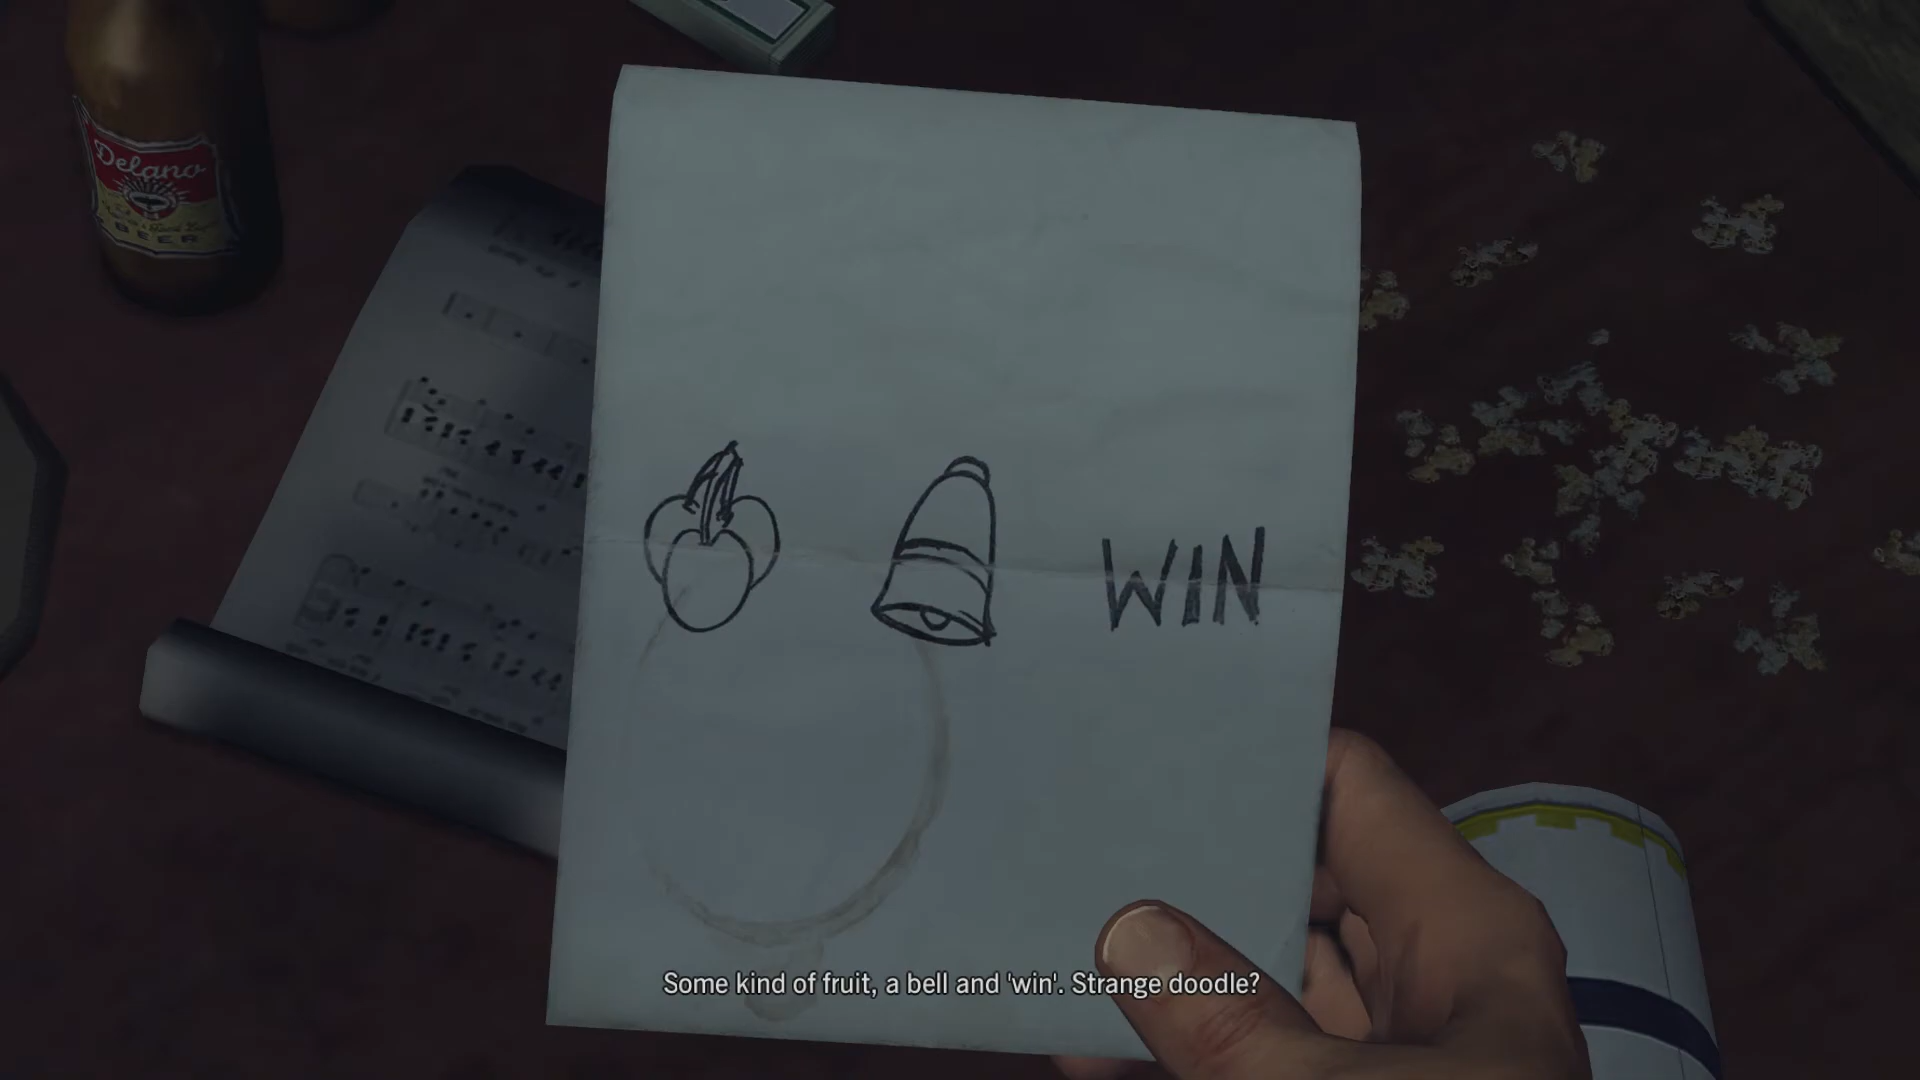 Delano
BEER
WIN
Some kind of fruit, a bell and 'win'. Strange doodle?